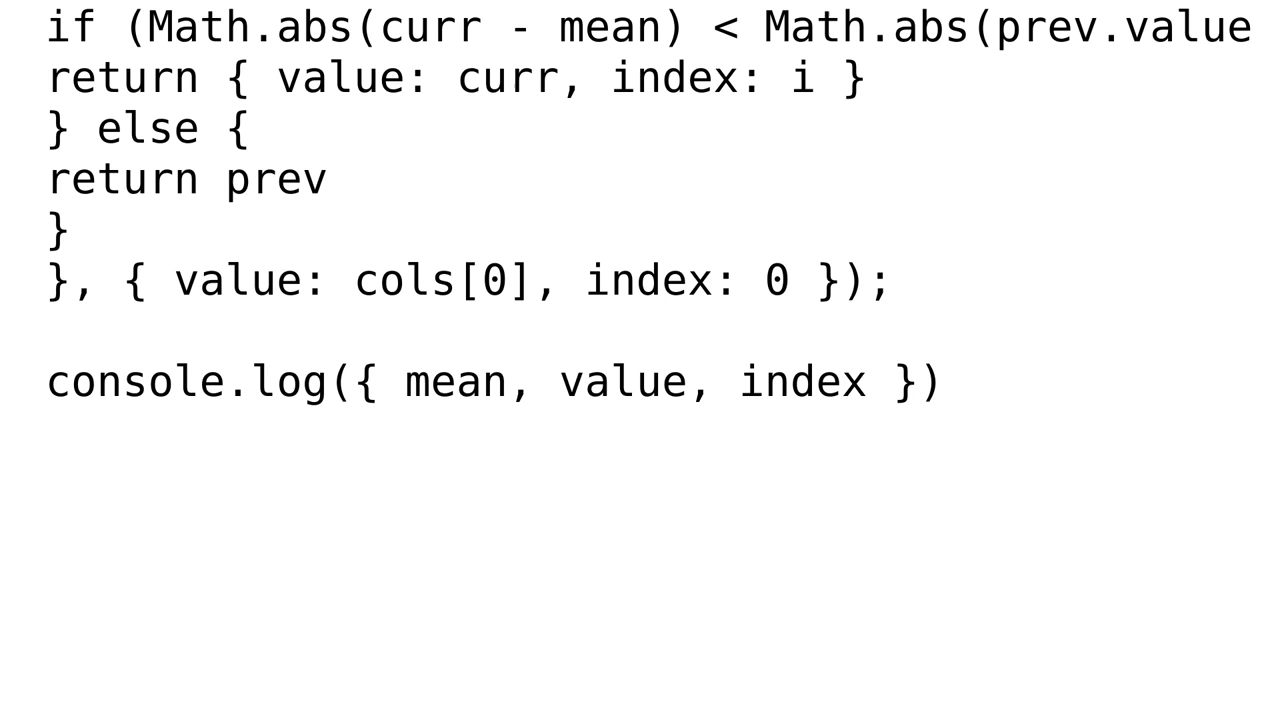 if (Math.abs(curr - mean) < Math.abs(prev.value
return { value: curr, index: i }
} else {
return prev
}
}, { value: cols[0], index: 0 });

console.log({ mean, value, index })